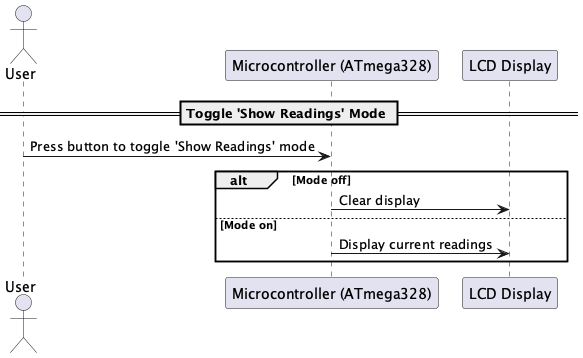 User
Microcontroller (ATmega328)
LCD Display
Toggle 'Show Readings' Mode
Press button to toggle 'Show Readings' mode
alt
[Mode off]
Clear display
[Mode on]
Display current readings
User
Microcontroller (ATmega328)
LCD Display